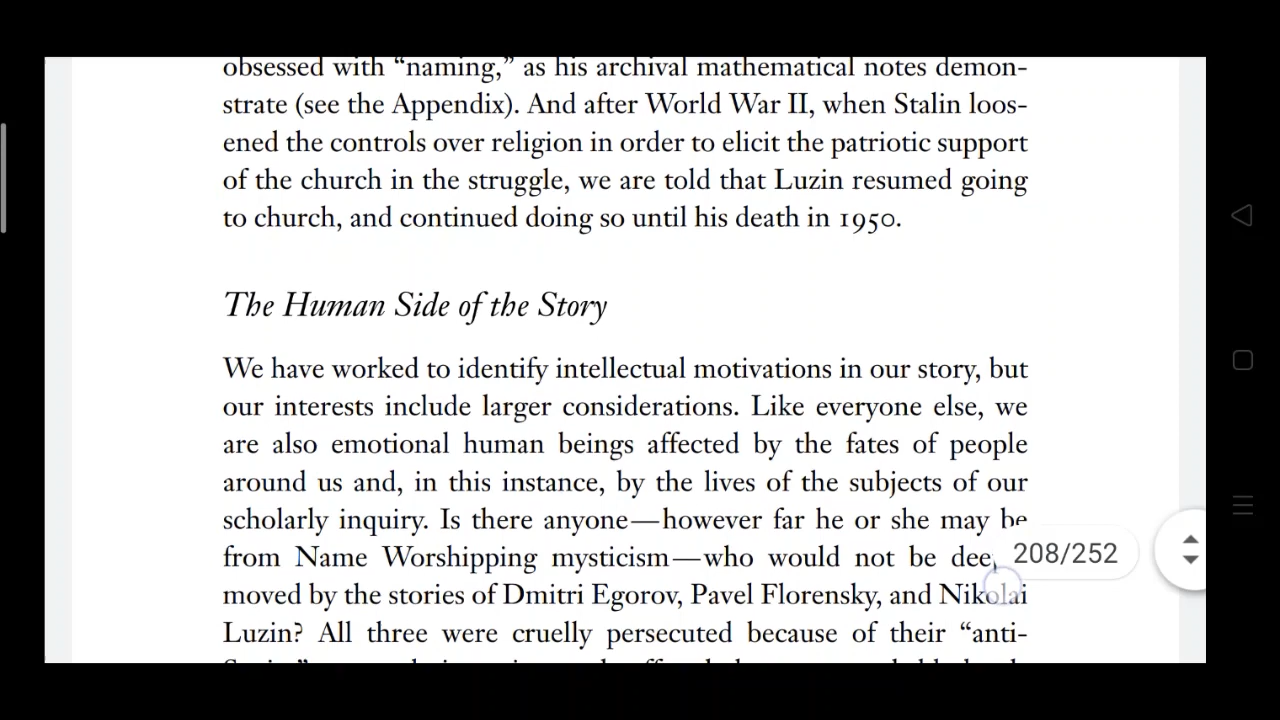 obsessed with “naming,” as his archival mathematical notes demon-
strate (see the Appendix). And after World War II, when Stalin loos-
ened the controls over religion in order to elicit the patriotic support
of the church in the struggle, we are told that Luzin resumed going
to church, and continued doing so until his death in 1950.
The Human Side of the Story
We have worked to identify intellectual motivations in our story, but
our interests include larger considerations. Like everyone else, we
are also emotional human beings affected by the fates of people
around us and, in this instance, by the lives of the subjects of our
scholarly inquiry. Is there anyone—however far he or she may be
from Name Worshipping mysticism—who would not be
208/252
moved by the stories of Dmitri Egorov, Pavel Florensky, and Nikolai
Luzin? All three were cruelly persecuted because of their “anti-